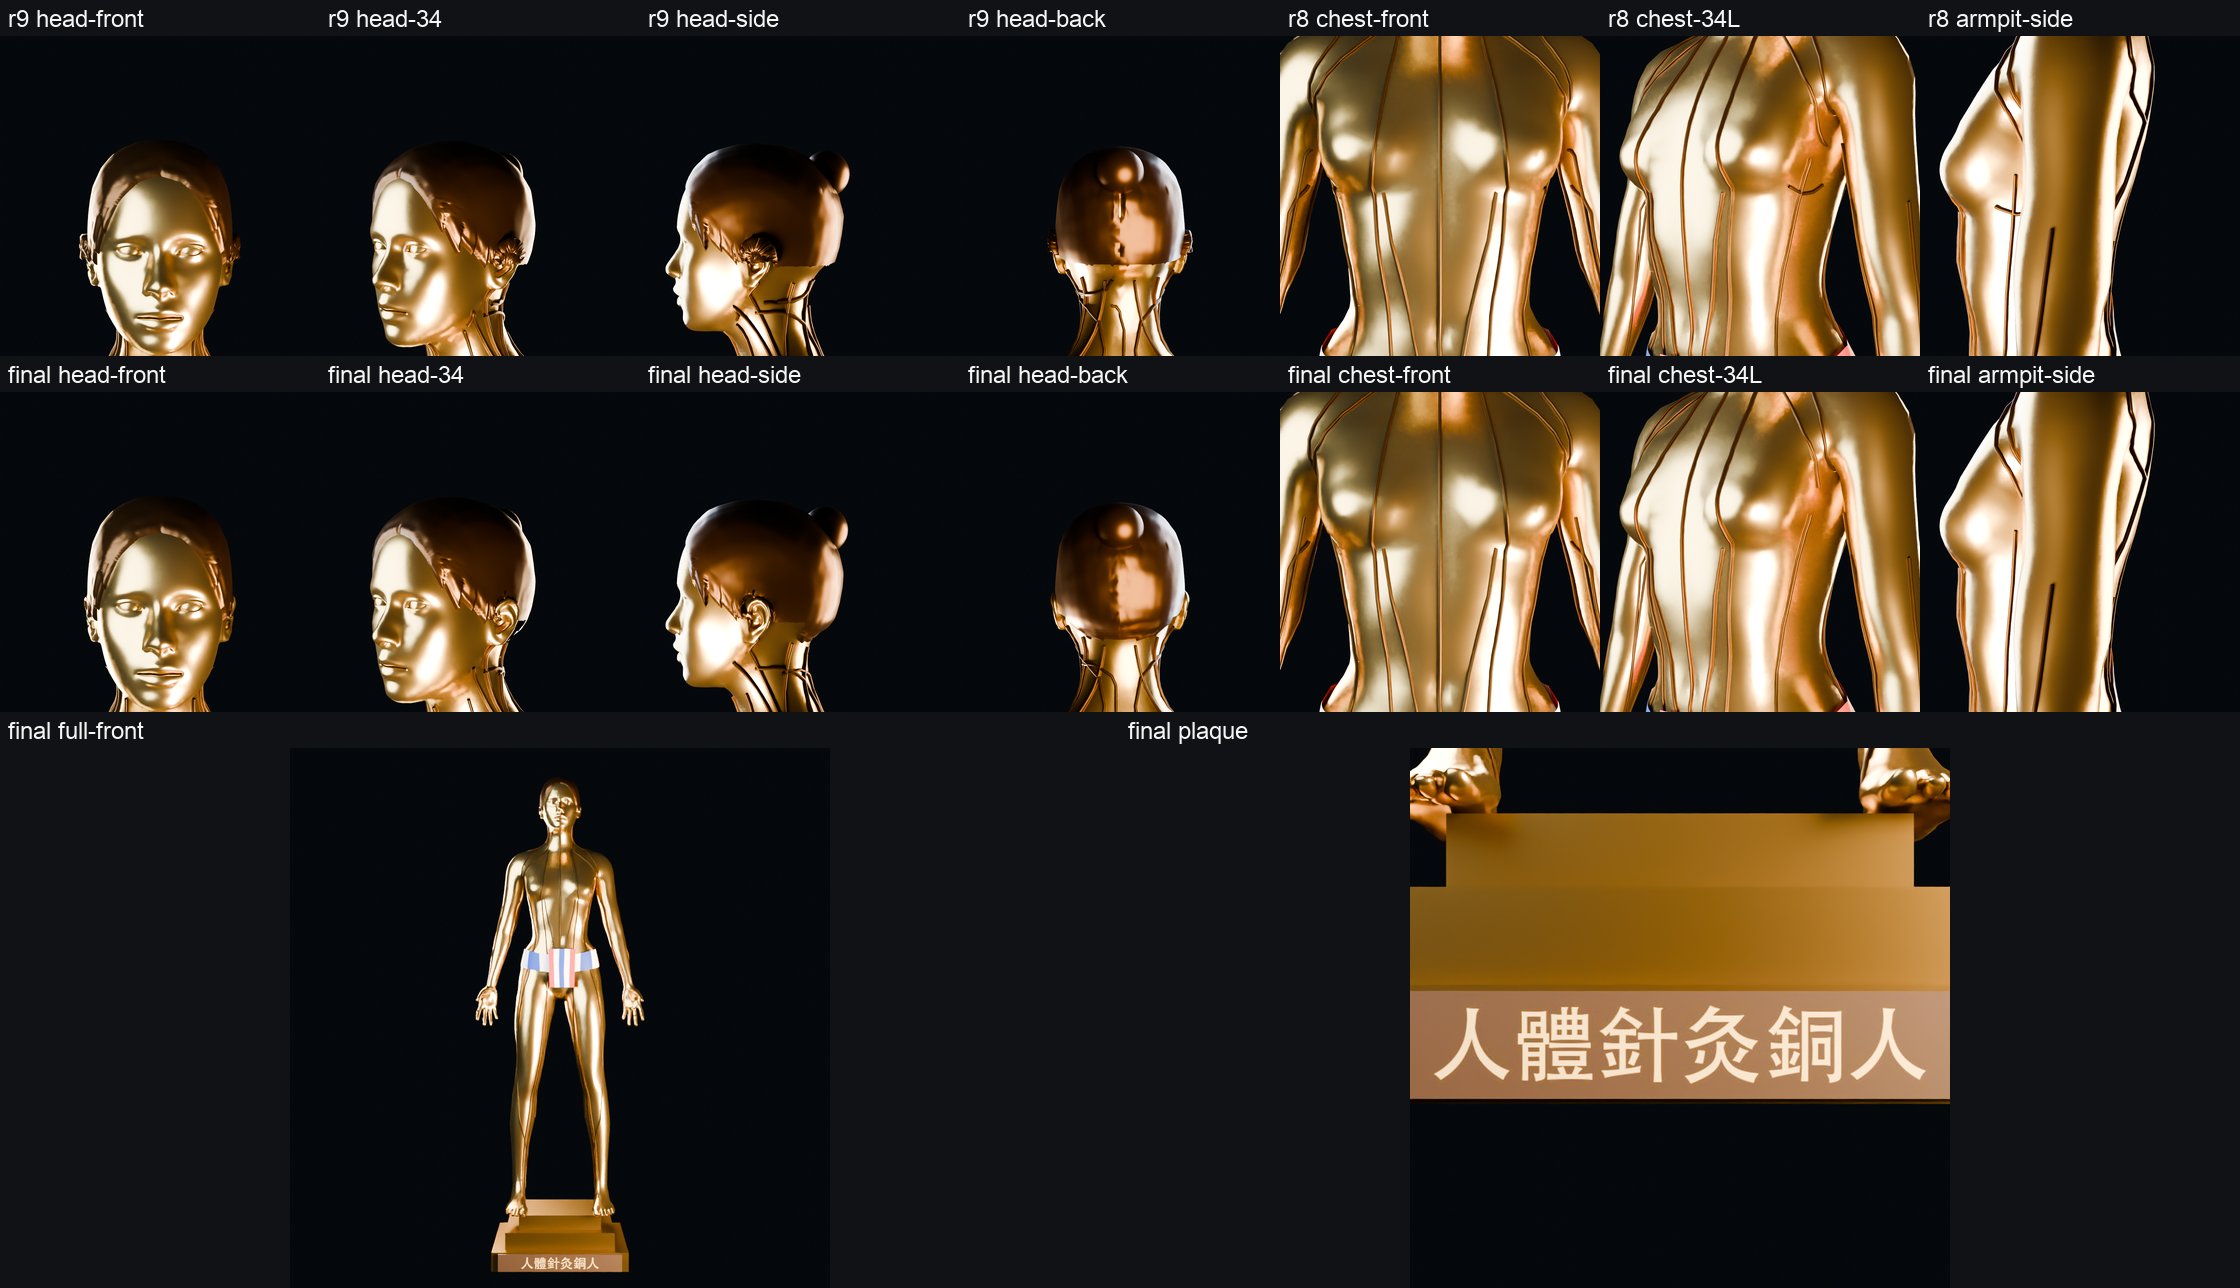 r9 head-front
r9 head-34
r9 head-side
r9 head-back
r8 chest-front
r8 chest-34L
r8 armpit-side
final head-front
final head-34
final head-side
final head-back
final chest-front
final chest-34L
final armpit-side
final full-front
final plaque
人體針灸銅人
人體針灸銅人